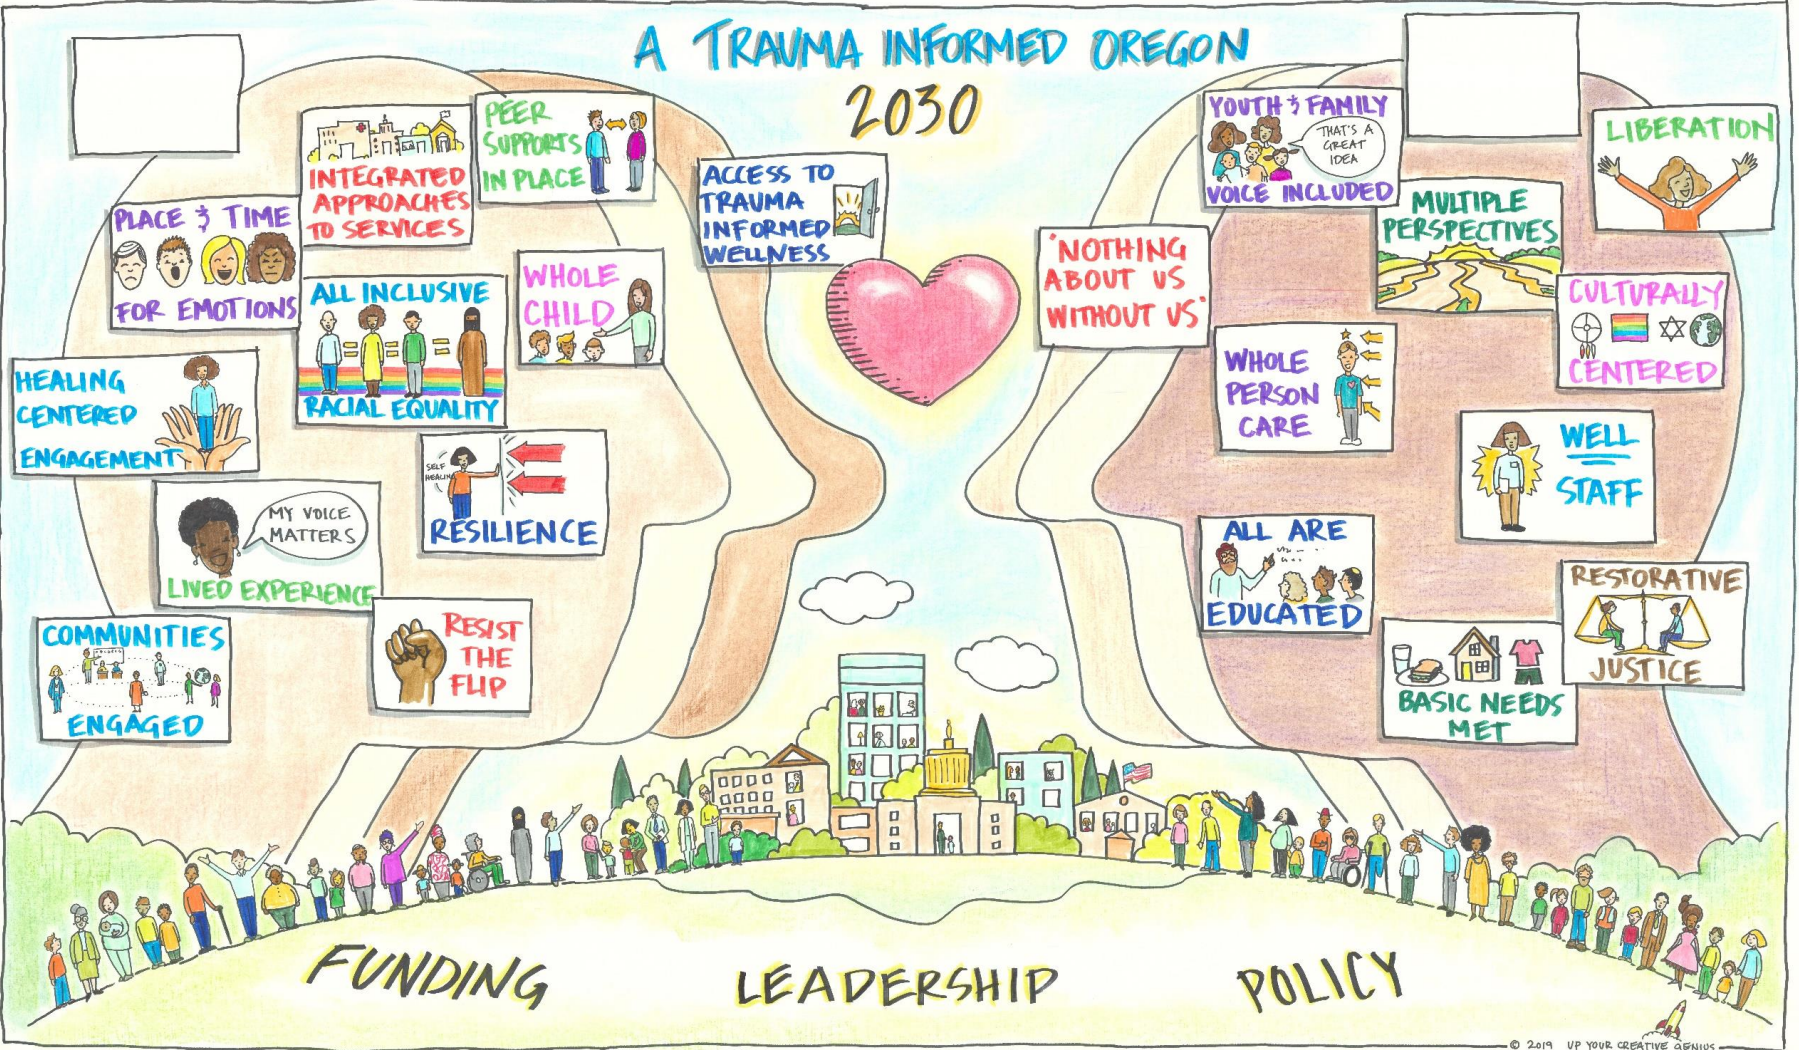 A TRAUMA INFORMED OREGON
2030
PLACE & TIME
FOR EMOTIONS
INTEGRATED
APPROACHES
TO SERVICES
PEER
SUPPORTS
IN PLACE
ACCESS TO
TRAUMA
INFORMED
WELLNESS
HEALING
CENTERED
ENGAGEMENT
ALL INCLUSIVE
RACIAL EQUALITY
WHOLE
CHILD
SELF
HEALING
RESILIENCE
MY VOICE
MATTERS
LIVED EXPERIENCE
COMMUNITIES
ENGAGED
RESIST
THE
FLIP
YOUTH & FAMILY
THAT'S A
GREAT
IDEA
VOICE INCLUDED
LIBERATION
MULTIPLE
PERSPECTIVES
"NOTHING
ABOUT US
WITHOUT US"
CULTURALLY
CENTERED
WHOLE
PERSON
CARE
WELL
STAFF
ALL ARE
EDUCATED
RESTORATIVE
JUSTICE
BASIC NEEDS
MET
FUNDING
LEADERSHIP
POLICY
© 2019 UP YOUR CREATIVE GENIUS